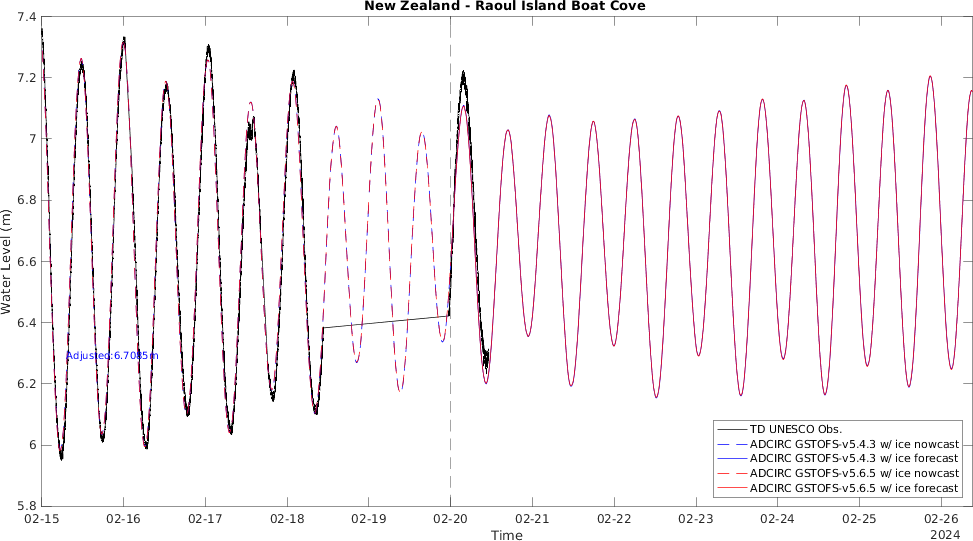 New Zealand - Raoul Island Boat Cove
7.4
7.2
7
6.8
6.6
6.4
6.2
6
5.8
Water Level (m)
Adjusted:6.7085m
TD UNESCO Obs.
ADCIRC GSTOFS-v5.4.3 w/ ice nowcast
ADCIRC GSTOFS-v5.4.3 w/ ice forecast
ADCIRC GSTOFS-v5.6.5 w/ ice nowcast
ADCIRC GSTOFS-v5.6.5 w/ ice forecast
02-15 02-16 02-17 02-18 02-19 02-20 02-21 02-22 02-23 02-24 02-25 02-26
2024
Time